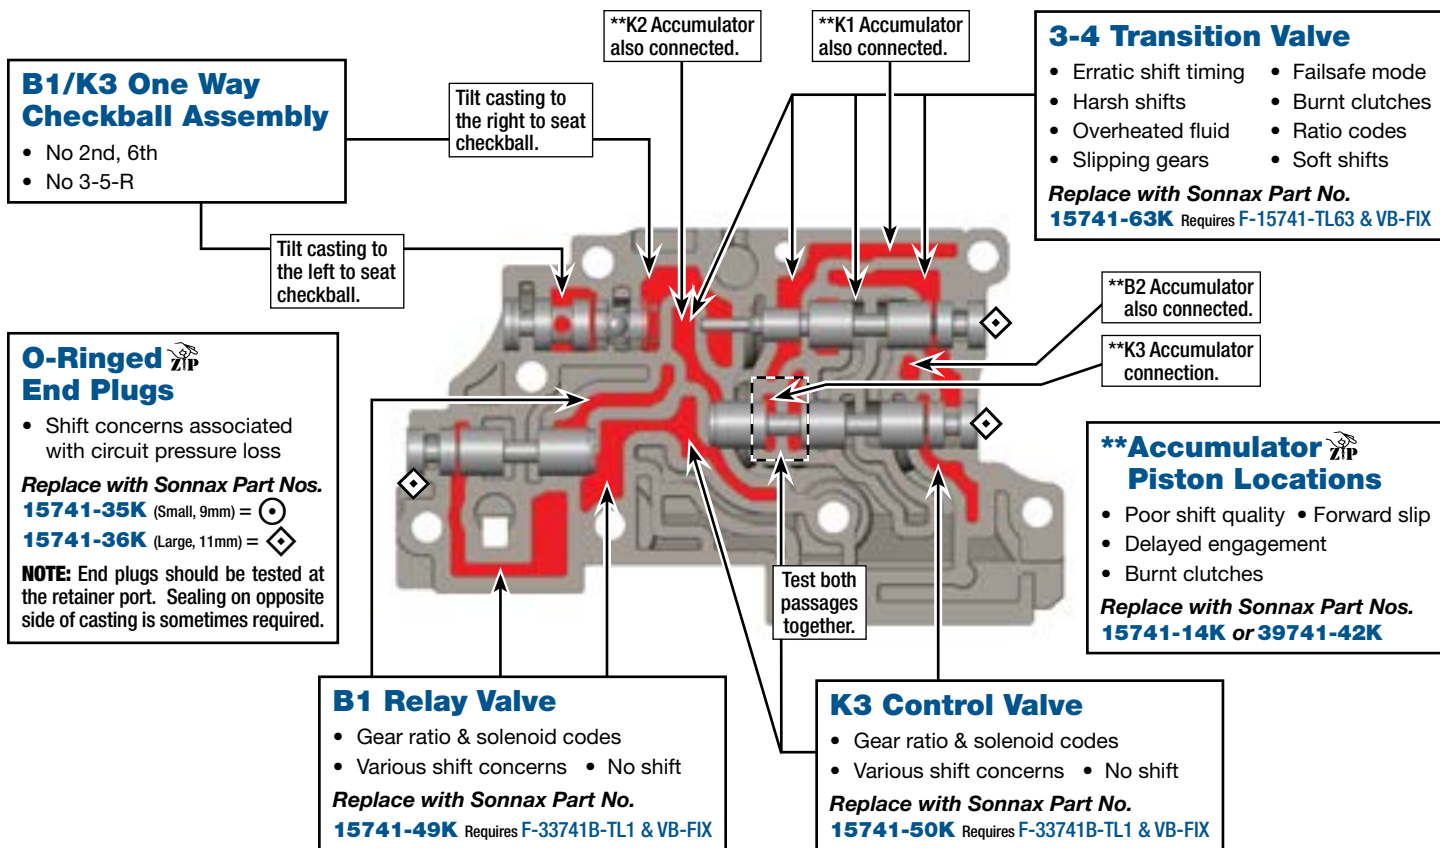 **K2 Accumulator
also connected.
**K1 Accumulator
also connected.
3-4 Transition Valve
• Erratic shift timing • Failsafe mode
• Harsh shifts • Burnt clutches
• Overheated fluid • Ratio codes
• Slipping gears • Soft shifts
Replace with Sonnax Part No.
15741-63K Requires F-15741-TL63 & VB-FIX
B1/K3 One Way
Checkball Assembly
• No 2nd, 6th
• No 3-5-R
Tilt casting to
the right to seat
checkball.
Tilt casting to
the left to seat
checkball.
**B2 Accumulator
also connected.
**K3 Accumulator
connection.
O-Ringed ZIP
End Plugs
• Shift concerns associated
with circuit pressure loss
Replace with Sonnax Part Nos.
15741-35K (Small, 9mm) =
15741-36K (Large, 11mm) =
NOTE: End plugs should be tested at
the retainer port. Sealing on opposite
side of casting is sometimes required.
**Accumulator ZIP
Piston Locations
• Poor shift quality • Forward slip
• Delayed engagement
• Burnt clutches
Replace with Sonnax Part Nos.
15741-14K or 39741-42K
Test both
passages
together.
B1 Relay Valve
• Gear ratio & solenoid codes
• Various shift concerns • No shift
Replace with Sonnax Part No.
15741-49K Requires F-33741B-TL1 & VB-FIX
K3 Control Valve
• Gear ratio & solenoid codes
• Various shift concerns • No shift
Replace with Sonnax Part No.
15741-50K Requires F-33741B-TL1 & VB-FIX